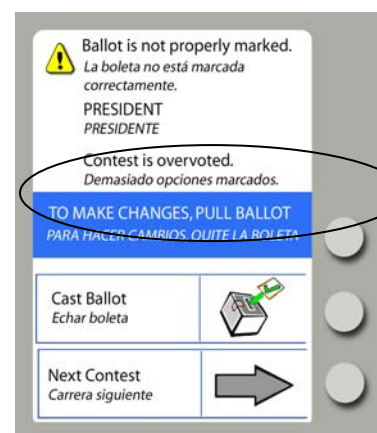 Ballot is not properly marked.
La boleta no está marcada
correctamente.
PRESIDENT
PRESIDENTE
Contest is overvoted.
Demasiado opciones marcados.
TO MAKE CHANGES, PULL BALLOT
PARA HACER CAMBIOS, QUITE LA BOLETA
Cast Ballot
Echar boleta
Next Contest
Carrera siguiente